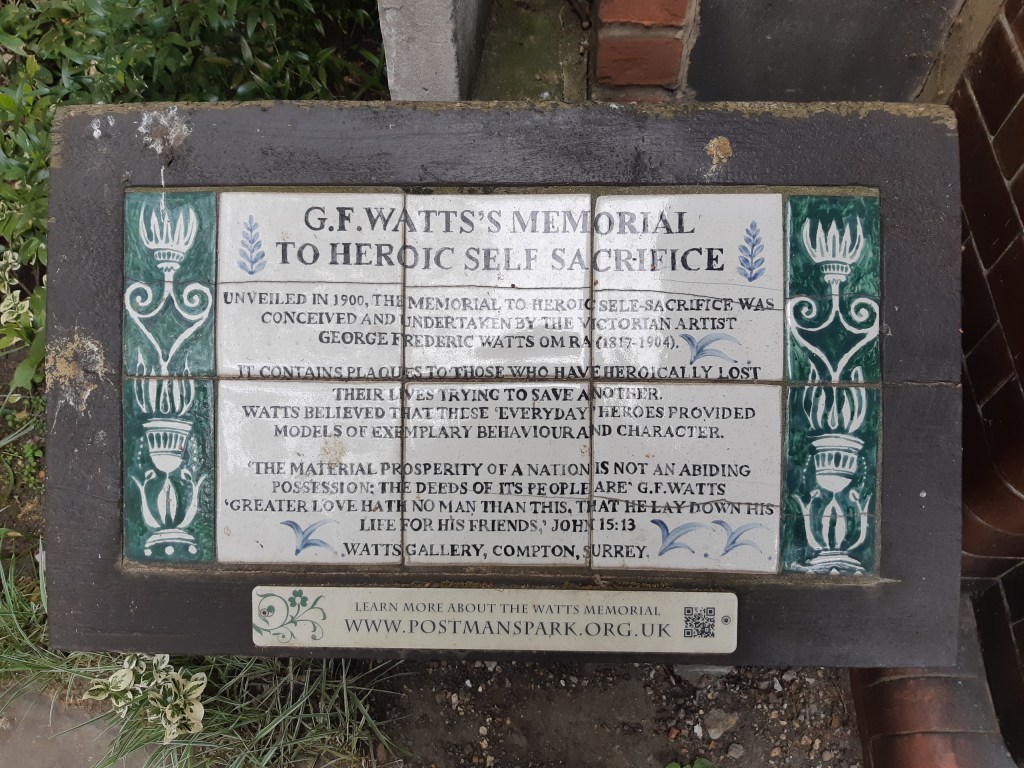 G.F.WATTS'S MEMORIAL
TO HEROIC SELF SACRIFICE
UNVEILED IN 1900, THE MEMORIAL TO HEROIC SELF-SACRIFICE WAS
CONCEIVED AND UNDERTAKEN BY THE VICTORIAN ARTIST
GEORGE FREDERIC WATTS OM RA (1817-1904).
IT CONTAINS PLAQUES TO THOSE WHO HAVE HEROICALLY LOST
THEIR LIVES TRYING TO SAVE ANOTHER.
WATTS BELIEVED THAT THESE 'EVERYDAY' HEROES PROVIDED
MODELS OF EXEMPLARY BEHAVIOUR AND CHARACTER.
'THE MATERIAL PROSPERITY OF A NATION IS NOT AN ABIDING
POSSESSION; THE DEEDS OF ITS PEOPLE ARE' G.F.WATTS
'GREATER LOVE HATH NO MAN THAN THIS, THAT HE LAY DOWN HIS
LIFE FOR HIS FRIENDS,' JOHN 15:13
WATTS GALLERY, COMPTON, SURREY.
LEARN MORE ABOUT THE WATTS MEMORIAL
WWW.POSTMANSPARK.ORG.UK